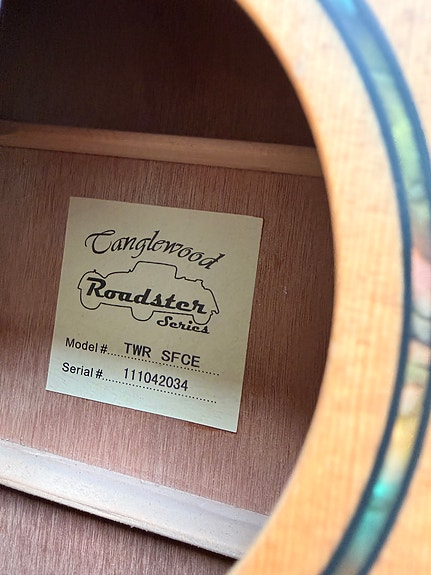 Tanglewood
Roadster
Series
Model #..... TWR SFCE
Serial #..... 111042034